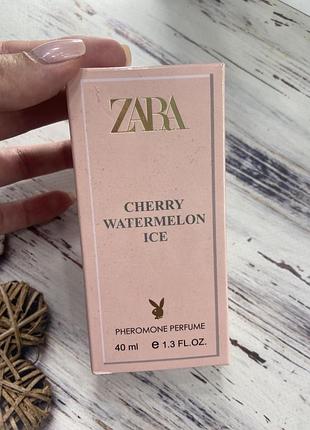 ZARA
CHERRY
WATERMELON
ICE
PHEROMONE PERFUME
40 ml e 1.3 FL.OZ.